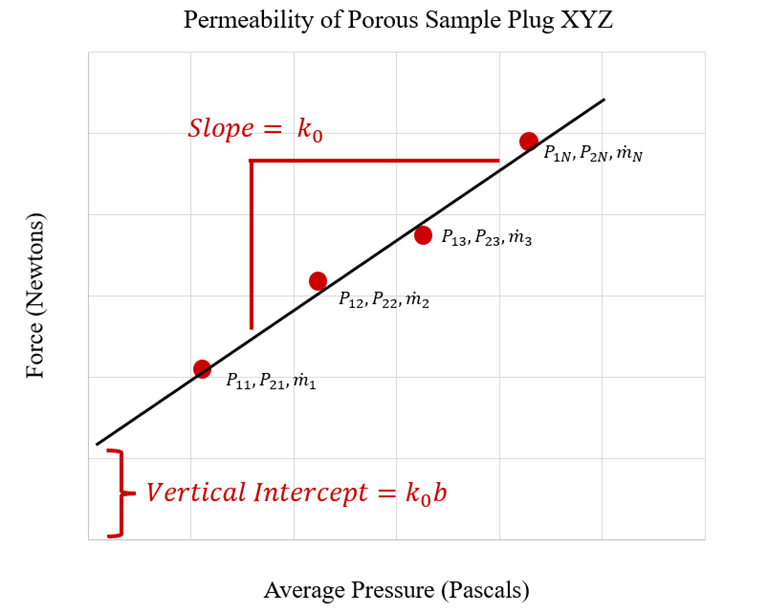 Permeability of Porous Sample Plug XYZ
Slope = k₀
P₁N, P₂N, ṁN
P₁₃, P₂₃, ṁ₃
P₁₂, P₂₂, ṁ₂
P₁₁, P₂₁, ṁ₁
Force (Newtons)
Vertical Intercept = k₀b
Average Pressure (Pascals)